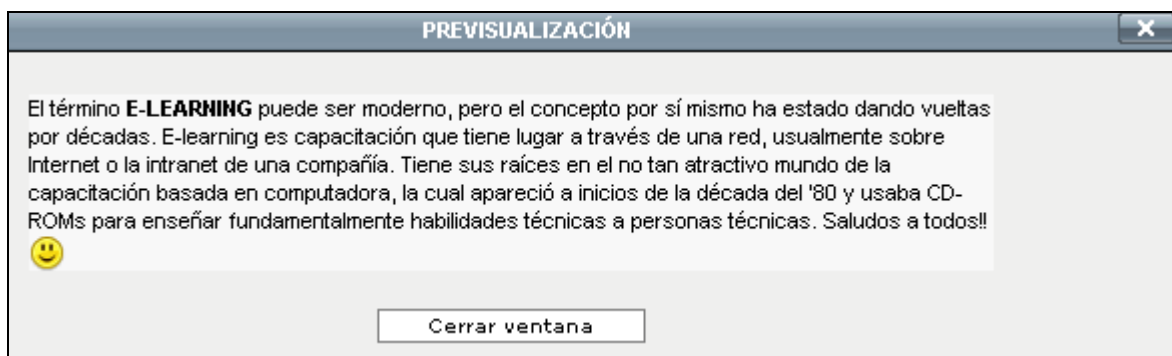 PREVISUALIZACIÓN
El término E-LEARNING puede ser moderno, pero el concepto por sí mismo ha estado dando vueltas
por décadas. E-learning es capacitación que tiene lugar a través de una red, usualmente sobre
Internet o la intranet de una compañía. Tiene sus raíces en el no tan atractivo mundo de la
capacitación basada en computadora, la cual apareció a inicios de la década del '80 y usaba CD-
ROMs para enseñar fundamentalmente habilidades técnicas a personas técnicas. Saludos a todos!!
Cerrar ventana